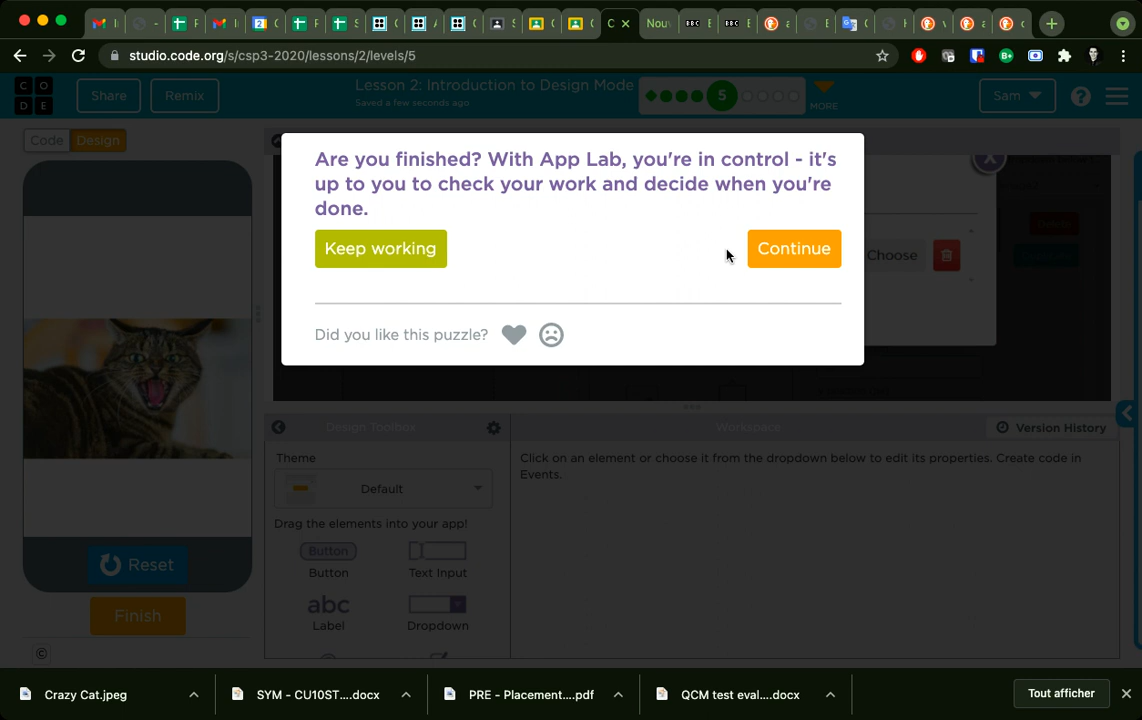 Nou
BBC
BBC
studio.code.org/s/csp3-2020/lessons/2/levels/5
C O
D E
Share
Remix
Lesson 2: Introduction to Design Mode
Saved a few seconds ago
5
MORE
Sam
Code
Design
Are you finished? With App Lab, you're in control - it's
up to you to check your work and decide when you're
done.
Keep working
Continue
Did you like this puzzle?
Choose
Design Toolbox
Workspace
Version History
Theme
Default
Click on an element or choose it from the dropdown below to edit its properties. Create code in
Events.
Drag the elements into your app!
Button
Button
Text Input
abc
Label
Dropdown
Reset
Finish
©
Crazy Cat.jpeg
SYM - CU10ST....docx
PRE - Placement....pdf
QCM test eval....docx
Tout afficher